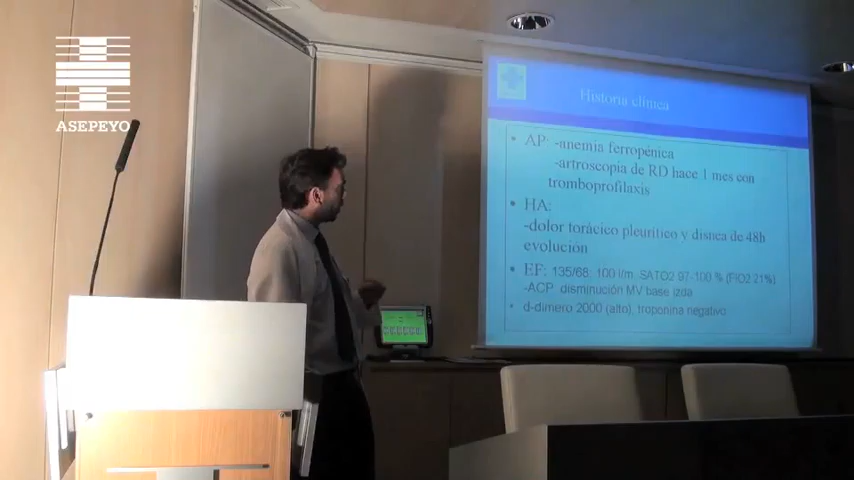 ASEPEYO
Historia clínica
• AP: -anemia ferropénica
-artroscopia de RD hace 1 mes con
tromboprofilaxis
• HA:
-dolor torácico pleurítico y disnea de 48h
evolución
• EF: 135/68. 100 l/m. SATO2 97-100 % (FIO2 21%)
-ACP disminución MV base izda
• d-dimero 2000 (alto), troponina negativo